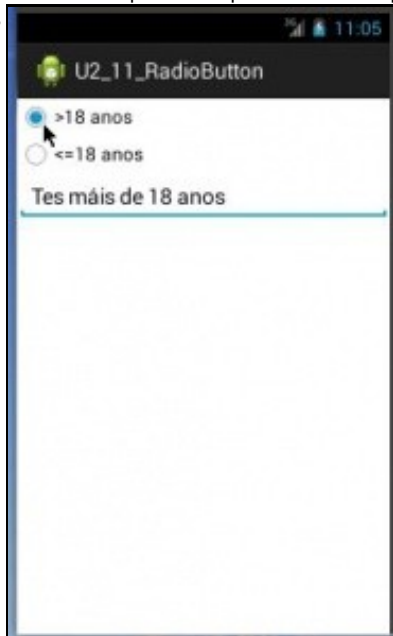 11:05
U2_11_RadioButton
>18 anos
<=18 anos
Tes máis de 18 anos